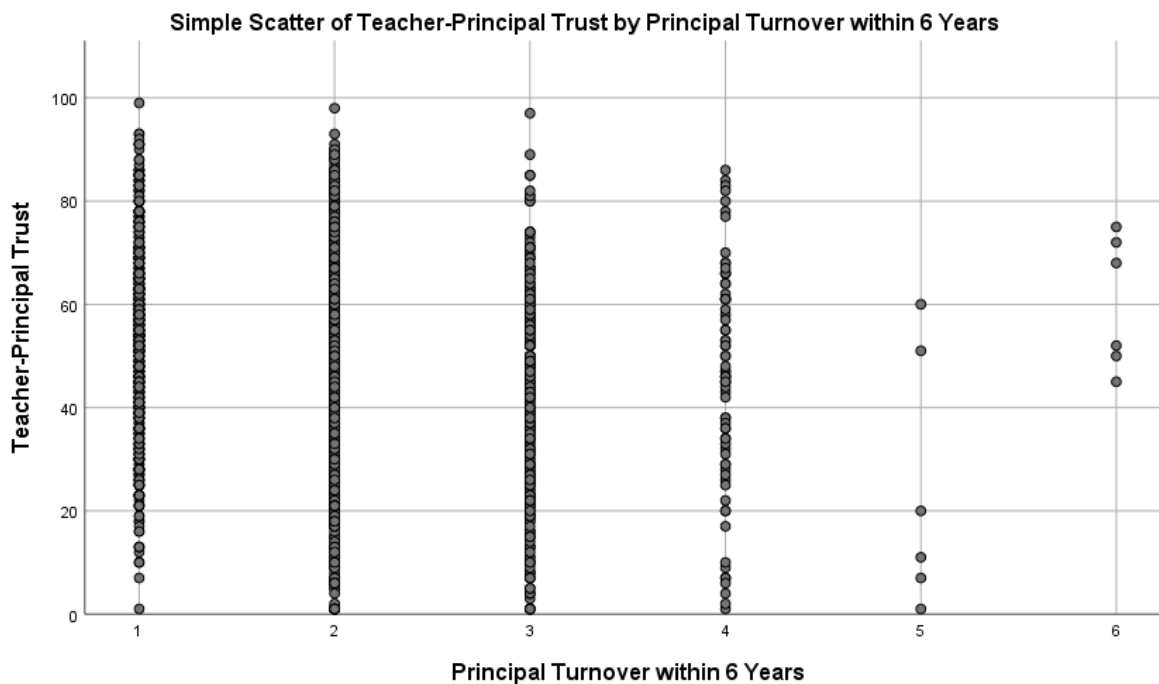 Simple Scatter of Teacher-Principal Trust by Principal Turnover within 6 Years
Teacher-Principal Trust
100
80
60
40
20
0
1 2 3 4 5 6
Principal Turnover within 6 Years